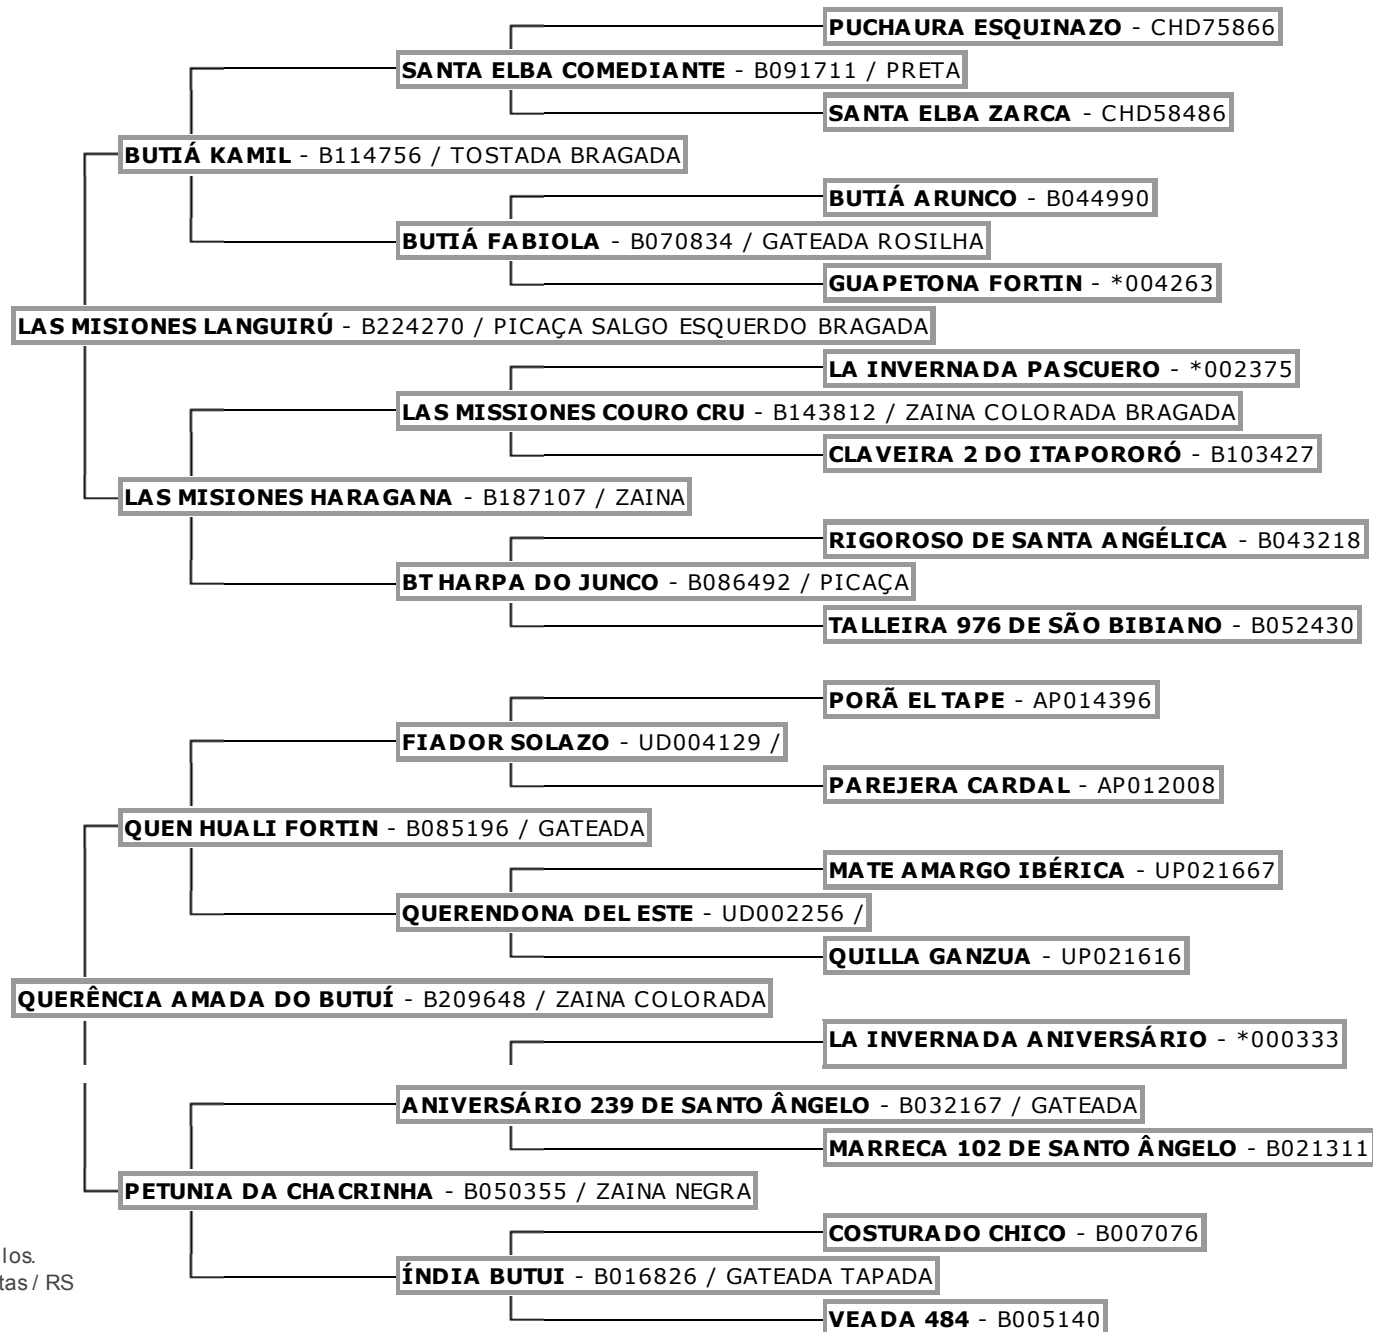 PUCHAURA ESQUINAZO - CHD75866
SANTA ELBA COMEDIANTE - B091711 / PRETA
SANTA ELBA ZARCA - CHD58486
BUTIÁ KAMIL - B114756 / TOSTADA BRAGADA
BUTIÁ ARUNCO - B044990
BUTIÁ FABIOLA - B070834 / GATEADA ROSILHA
GUAPETONA FORTIN - *004263
LAS MISIONES LANGUIRÚ - B224270 / PICAÇA SALGO ESQUERDO BRAGADA
LA INVERNADA PASCUERO - *002375
LAS MISSIONES COURO CRU - B143812 / ZAINA COLORADA BRAGADA
CLAVEIRA 2 DO ITAPORORÓ - B103427
LAS MISIONES HARAGANA - B187107 / ZAINA
RIGOROSO DE SANTA ANGÉLICA - B043218
BT HARPA DO JUNCO - B086492 / PICAÇA
TALLEIRA 976 DE SÃO BIBIANO - B052430
PORÃ EL TAPE - AP014396
FIADOR SOLAZO - UD004129 /
PAREJERA CARDAL - AP012008
QUEN HUALI FORTIN - B085196 / GATEADA
MATE AMARGO IBÉRICA - UP021667
QUERENDONA DEL ESTE - UD002256 /
QUILLA GANZUA - UP021616
QUERÊNCIA AMADA DO BUTUÍ - B209648 / ZAINA COLORADA
LA INVERNADA ANIVERSÁRIO - *000333
ANIVERSÁRIO 239 DE SANTO ÂNGELO - B032167 / GATEADA
MARRECA 102 DE SANTO ÂNGELO - B021311
PETUNIA DA CHACRINHA - B050355 / ZAINA NEGRA
COSTURADO CHICO - B007076
los.
ÍNDIA BUTUI - B016826 / GATEADA TAPADA
tas / RS
VEADA 484 - B005140